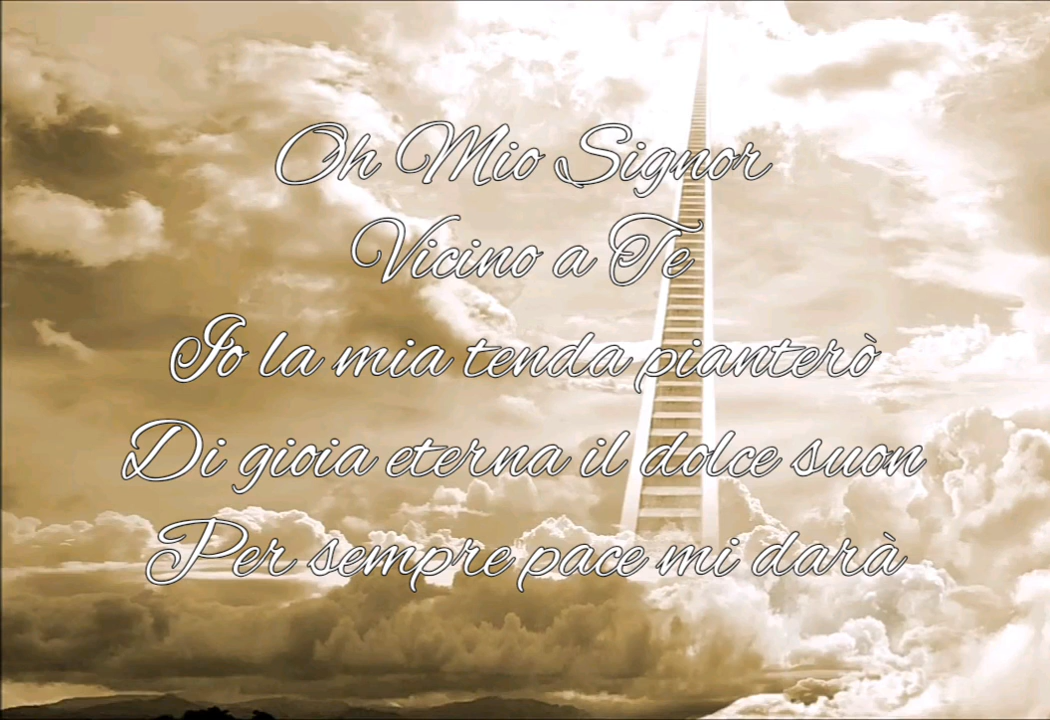 Oh Mio Signor
Vicino a Te
Io la mia tenda pianterò
Di gioia eterna il dolce suon
Per sempre pace mi darà